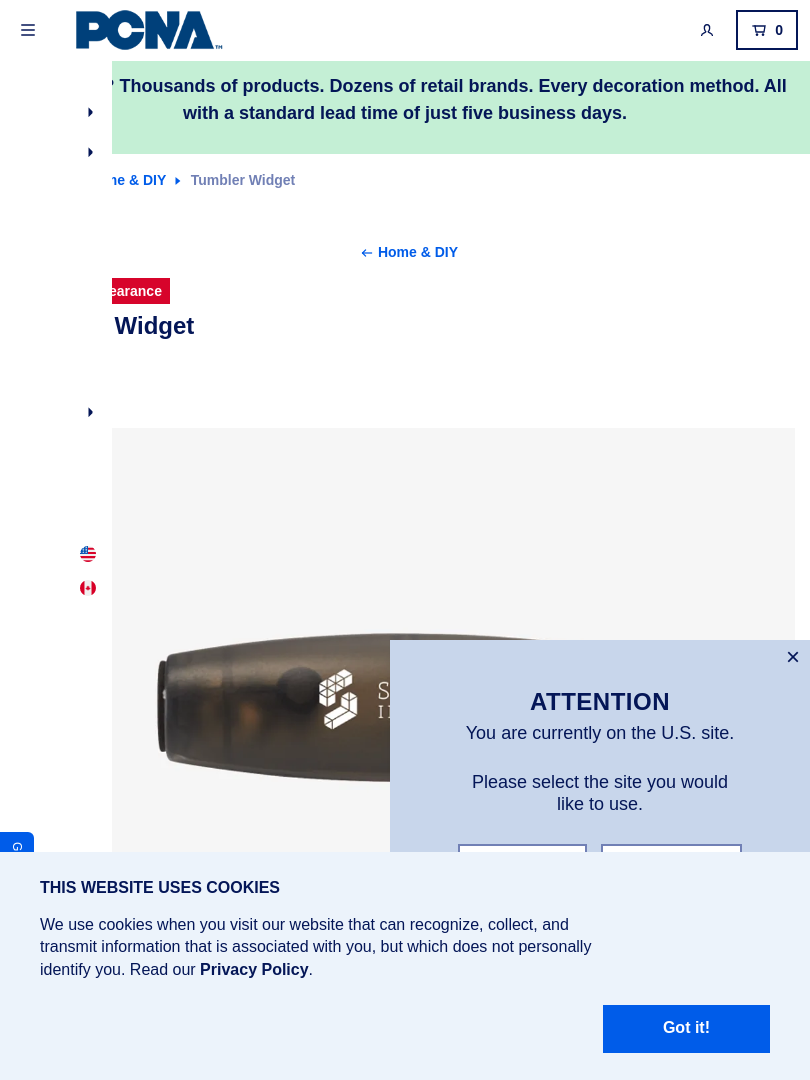 PCNA™
0
? Thousands of products. Dozens of retail brands. Every decoration method. All
with a standard lead time of just five business days.
me & DIY
Tumbler Widget
Home & DIY
earance
Widget
S
I
ATTENTION
You are currently on the U.S. site.
Please select the site you would
like to use.
G
THIS WEBSITE USES COOKIES
We use cookies when you visit our website that can recognize, collect, and
transmit information that is associated with you, but which does not personally
identify you. Read our Privacy Policy.
Got it!